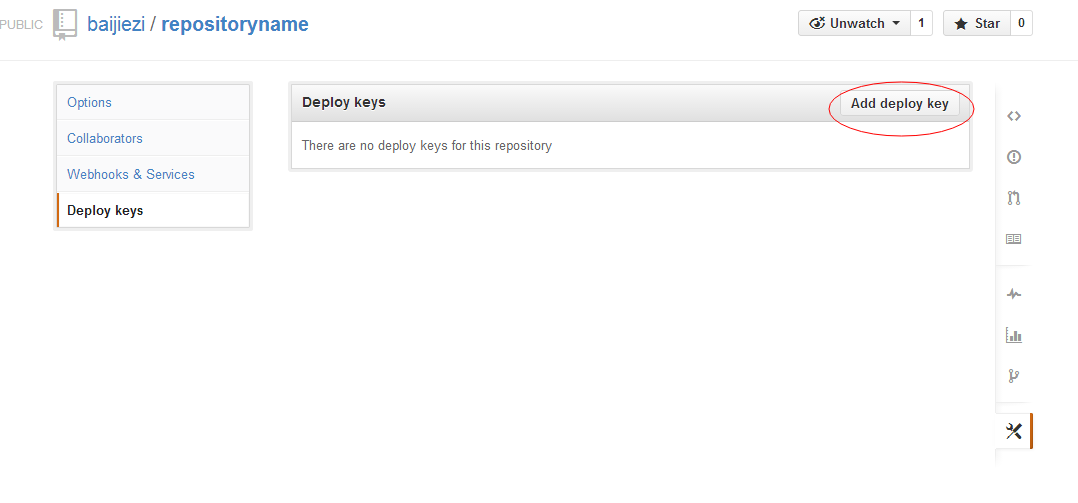 PUBLIC baijiezi / repositoryname Unwatch 1 Star 0
Options
Collaborators
Webhooks & Services
Deploy keys
Deploy keys Add deploy key
There are no deploy keys for this repository